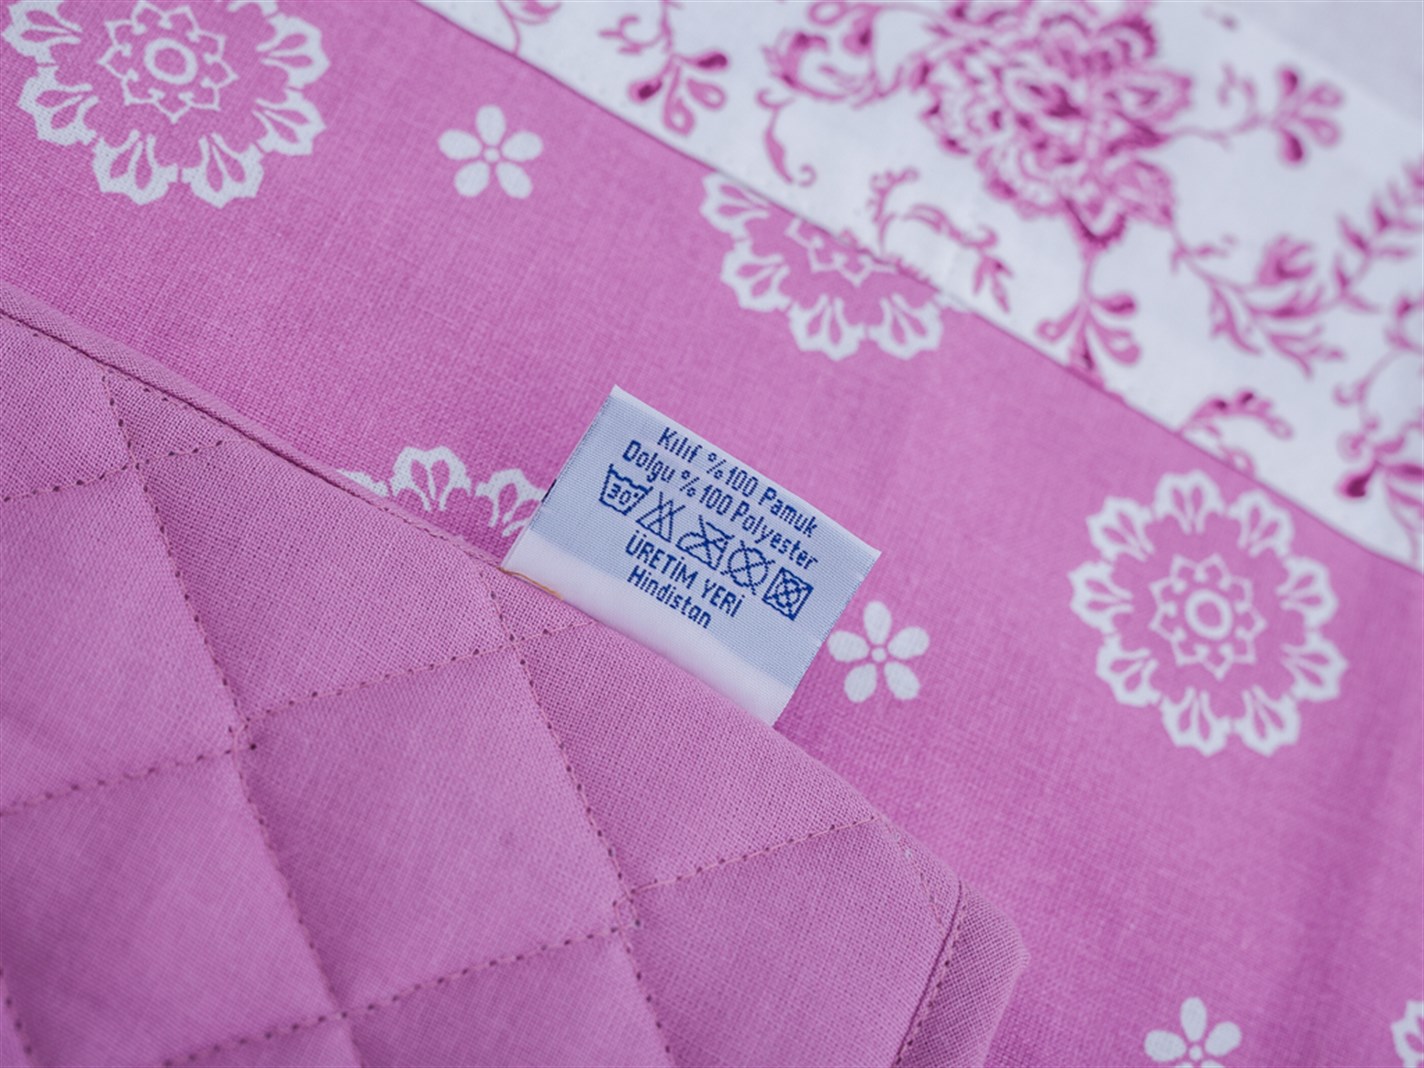 Kılıf %100 Pamuk
Dolgu %100 Polyester
30°
ÜRETİM YERİ
Hindistan